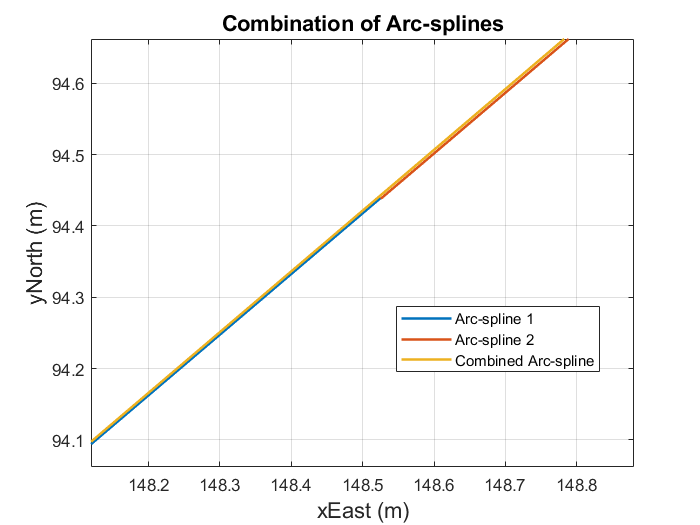 Combination of Arc-splines
yNorth (m)
94.6
94.5
94.4
94.3
94.2
94.1
Arc-spline 1
Arc-spline 2
Combined Arc-spline
148.2 148.3 148.4 148.5 148.6 148.7 148.8
xEast (m)